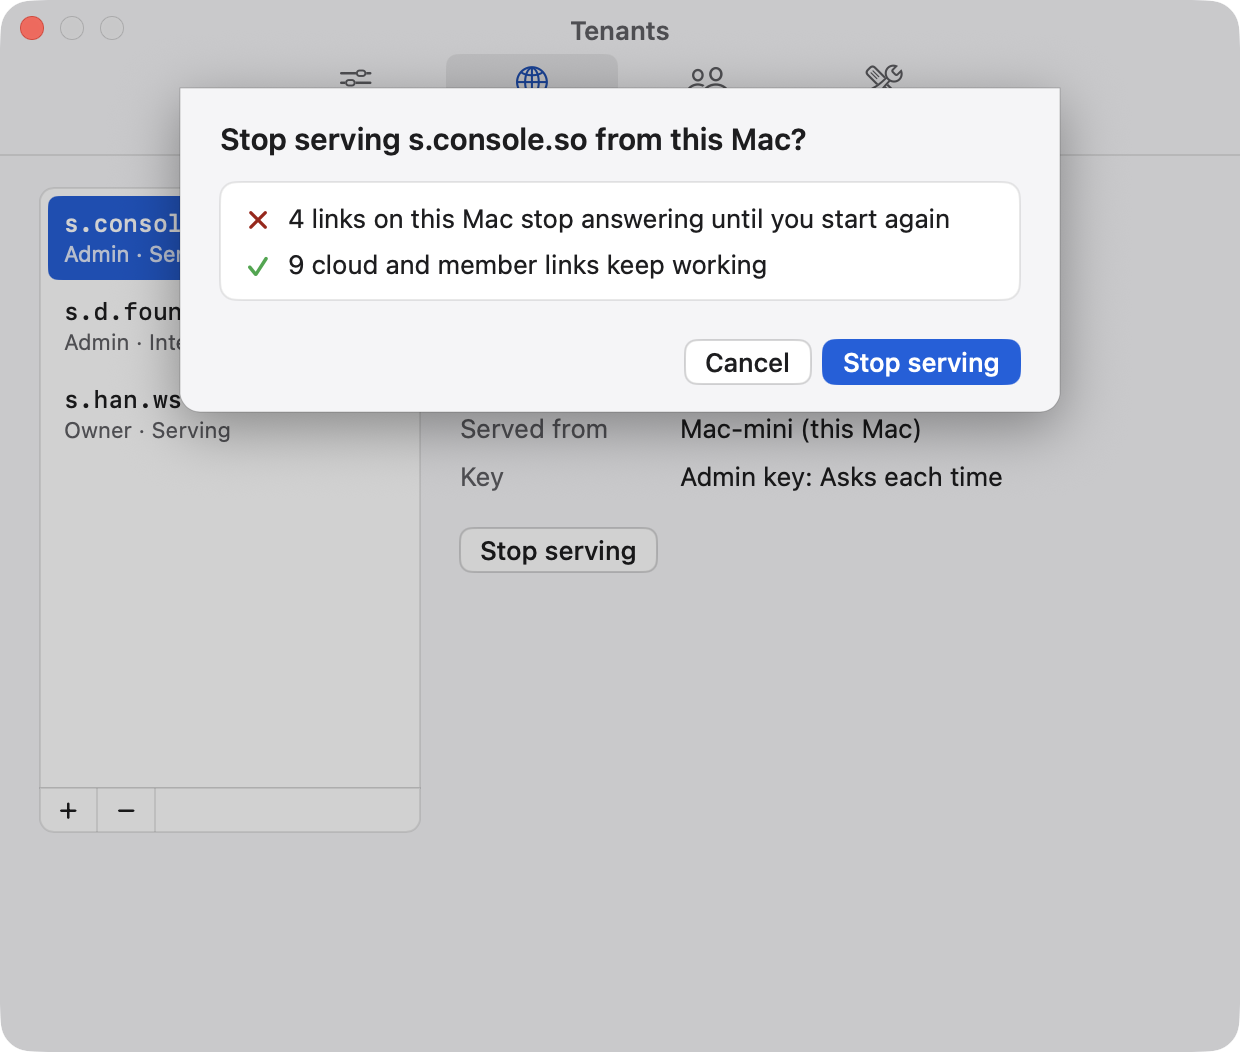 Tenants
Stop serving s.console.so from this Mac?
4 links on this Mac stop answering until you start again
9 cloud and member links keep working
Cancel
Stop serving
s.consol
Admin · Ser
s.d.foun
Admin · Inte
s.han.ws
Owner · Serving
Served from
Mac-mini (this Mac)
Key
Admin key: Asks each time
Stop serving